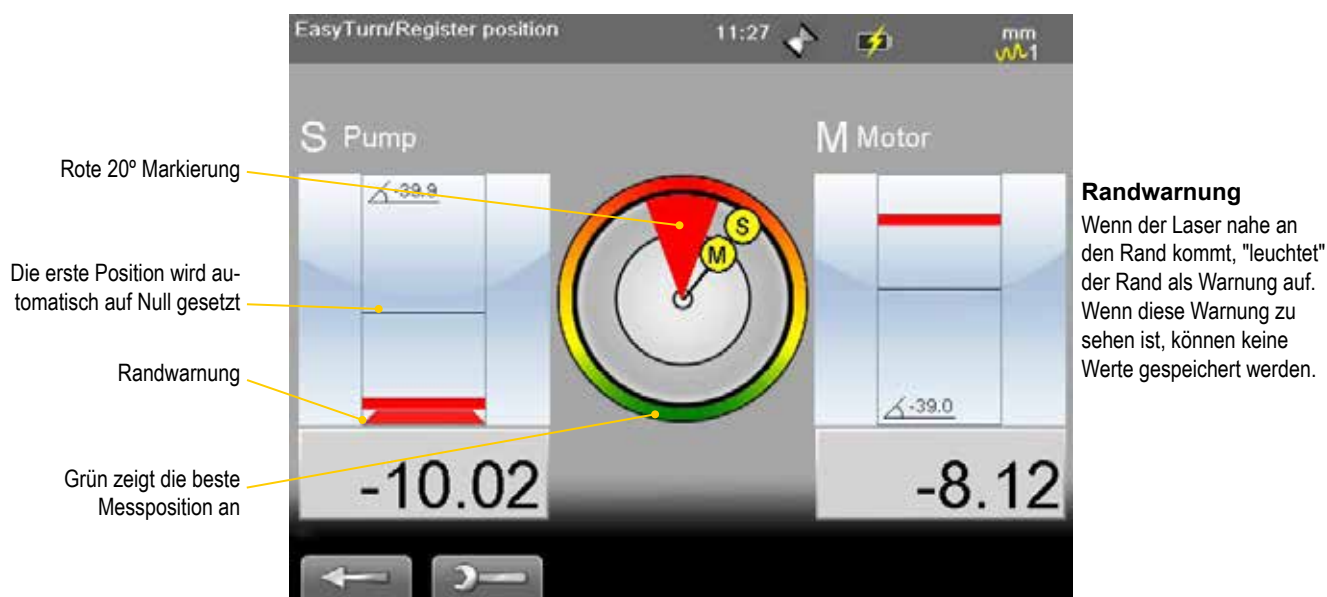 EasyTurn/Register position
11:27
mm
1
S Pump
M Motor
Rote 20º Markierung
-39.9
S
M
Die erste Position wird au-
tomatisch auf Null gesetzt
Randwarnung
-39.0
Grün zeigt die beste
Messposition an
-10.02
-8.12
Randwarnung
Wenn der Laser nahe an
den Rand kommt, "leuchtet"
der Rand als Warnung auf.
Wenn diese Warnung zu
sehen ist, können keine
Werte gespeichert werden.